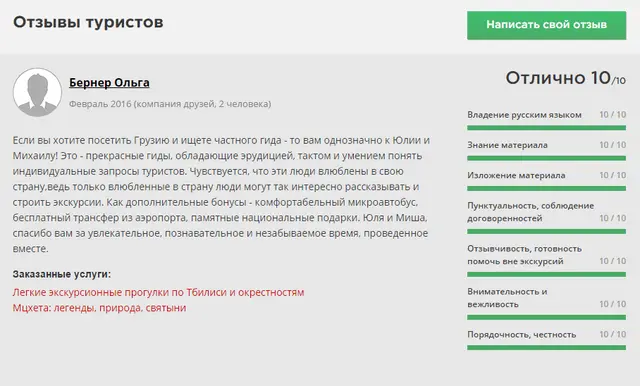 Отзывы туристов
Написать свой отзыв
Бернер Ольга
Февраль 2016 (компания друзей, 2 человека)
Если вы хотите посетить Грузию и ищете частного гида - то вам однозначно к Юлии и
Михаилу! Это - прекрасные гиды, обладающие эрудицией, тактом и умением понять
индивидуальные запросы туристов. Чувствуется, что эти люди влюблены в свою
страну,ведь только влюбленные в страну люди могут так интересно рассказывать и
строить экскурсии. Как дополнительные бонусы - комфортабельный микроавтобус,
бесплатный трансфер из аэропорта, памятные национальные подарки. Юля и Миша,
спасибо вам за увлекательное, познавательное и незабываемое время, проведенное
вместе.
Заказанные услуги:
Легкие экскурсионные прогулки по Тбилиси и окрестностям
Мцхета: легенды, природа, святыни
Отлично 10/10
Владение русским языком 10 / 10
Знание материала 10 / 10
Изложение материала 10 / 10
Пунктуальность, соблюдение
договоренностей 10 / 10
Отзывчивость, готовность
помочь вне экскурсий 10 / 10
Внимательность и
вежливость 10 / 10
Порядочность, честность 10 / 10